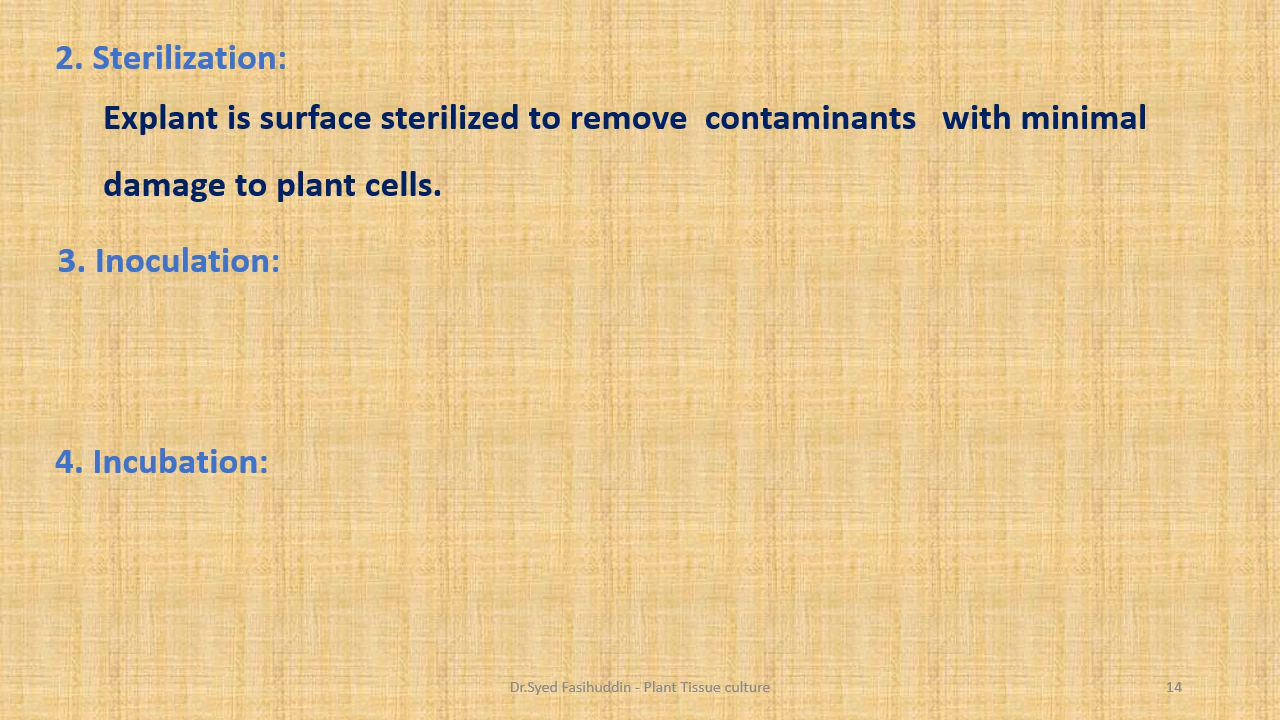 2. Sterilization:
Explant is surface sterilized to remove  contaminants   with minimal
damage to plant cells.
3. Inoculation:
4. Incubation:
Dr.Syed Fasihuddin - Plant Tissue culture
14